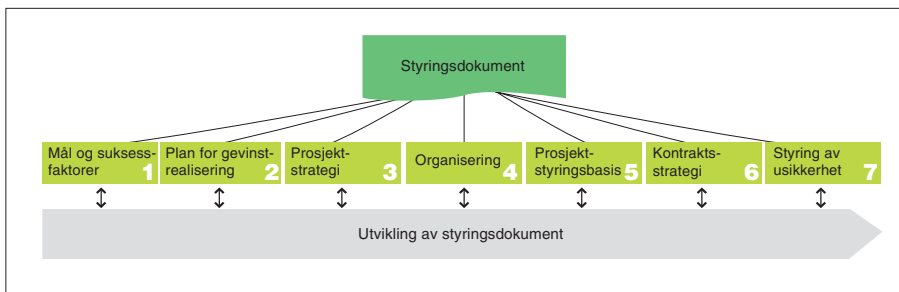 Styringsdokument
Mål og suksess-
faktorer 1
Plan for gevinst-
realisering 2
Prosjekt-
strategi 3
Organisering 4
Prosjekt-
styringsbasis 5
Kontrakts-
strategi 6
Styring av
usikkerhet 7
Utvikling av styringsdokument